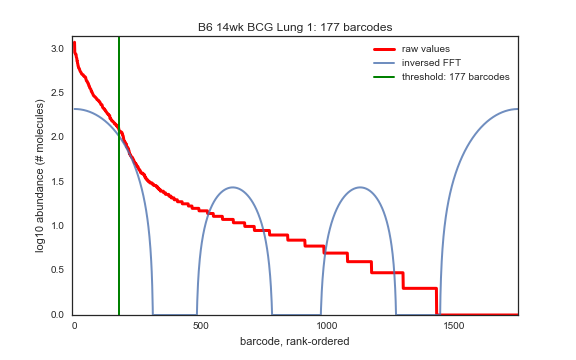 B6 14wk BCG Lung 1: 177 barcodes
raw values
inversed FFT
threshold: 177 barcodes
log10 abundance (# molecules)
3.0
2.5
2.0
1.5
1.0
0.5
0.0
0 500 1000 1500
barcode, rank-ordered